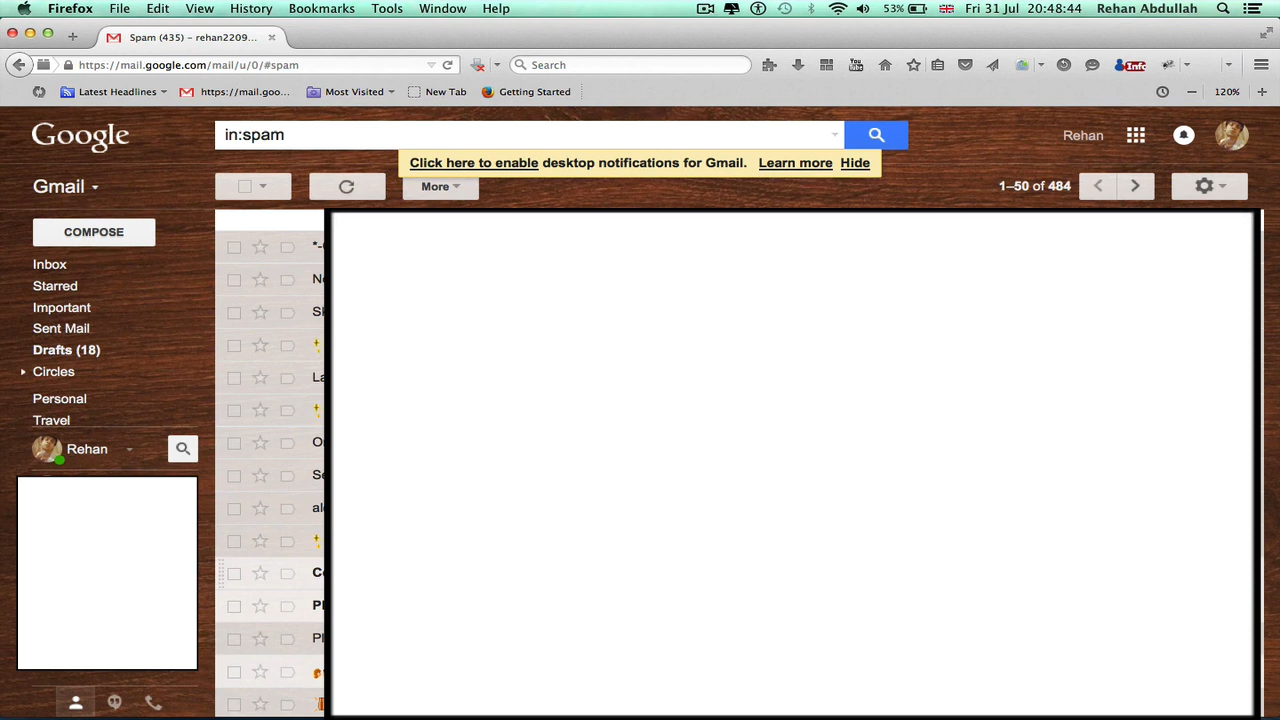 Firefox File Edit View History Bookmarks Tools Window Help 53% Fri 31 Jul 20:48:44 Rehan Abdullah
Spam (435) – rehan2209...
https://mail.google.com/mail/u/0/#spam Search You Tube Info
Latest Headlines https://mail.goo... Most Visited New Tab Getting Started 120%
Google in:spam Rehan
Click here to enable desktop notifications for Gmail. Learn more Hide
Gmail More 1–50 of 484
COMPOSE
Inbox
Starred
Important
Sent Mail
Drafts (18)
Circles
Personal
Travel
Rehan